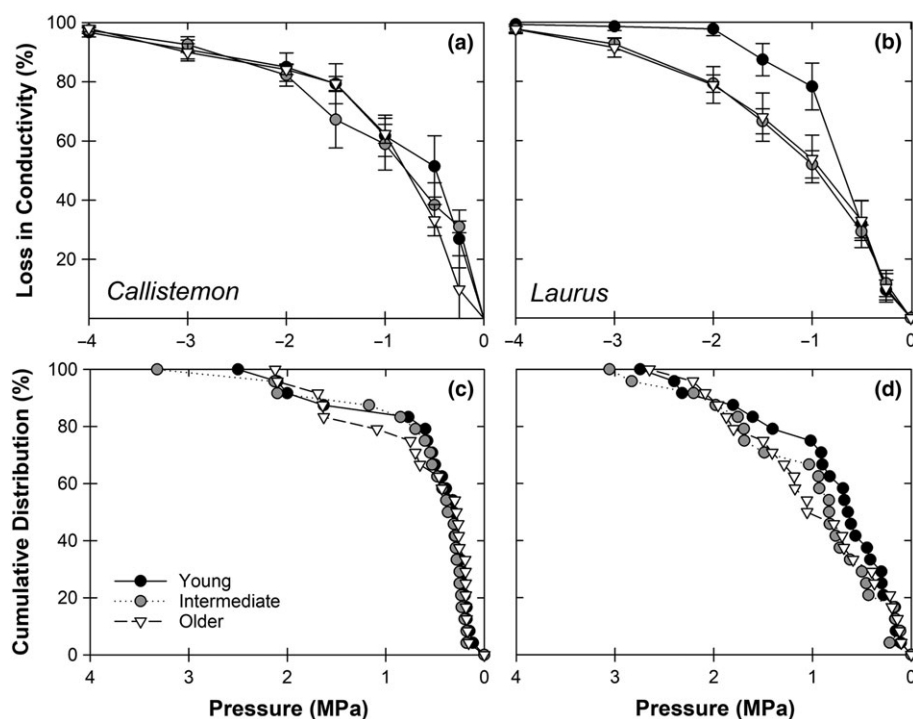 Loss in Conductivity (%)
100
80
60
40
20
(a)
Callistemon
−4
−3
−2
−1
0
(b)
Laurus
−4
−3
−2
−1
0
Cumulative Distribution (%)
100
80
60
40
20
0
(c)
Young
Intermediate
Older
4
3
2
1
0
Pressure (MPa)
(d)
4
3
2
1
0
Pressure (MPa)